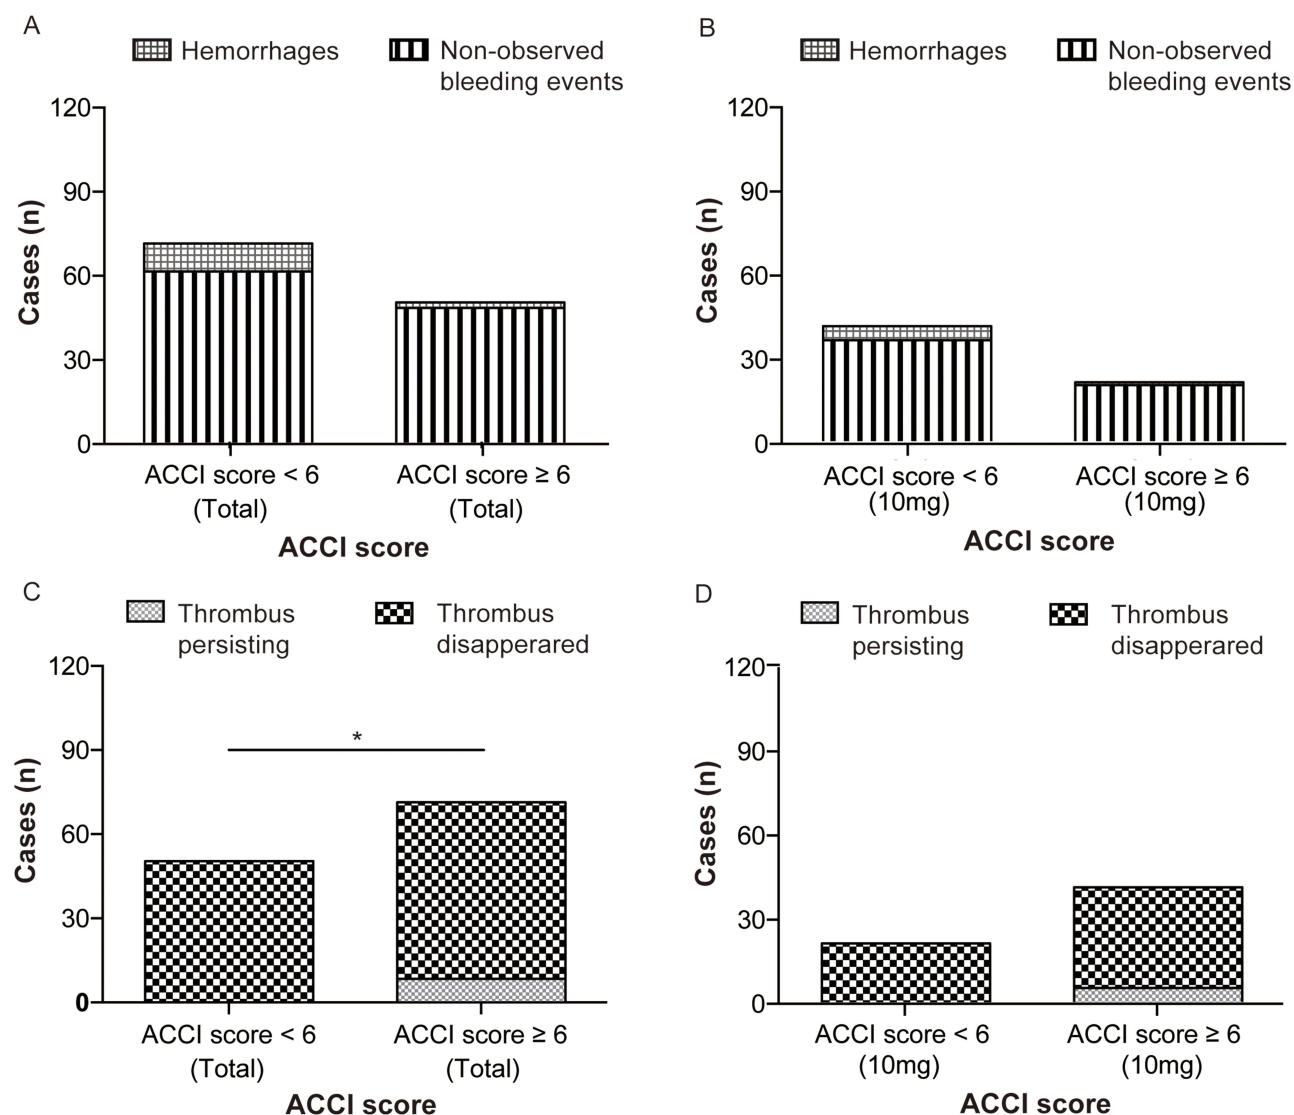 A
Hemorrhages
Non-observed
bleeding events
120
90
60
30
0
Cases (n)
ACCI score < 6
(Total)
ACCI score ≥ 6
(Total)
ACCI score
B
Hemorrhages
Non-observed
bleeding events
120
90
60
30
0
Cases (n)
ACCI score < 6
(10mg)
ACCI score ≥ 6
(10mg)
ACCI score
C
Thrombus
persisting
Thrombus
disapperared
120
90
60
30
0
Cases (n)
*
ACCI score < 6
(Total)
ACCI score ≥ 6
(Total)
ACCI score
D
Thrombus
persisting
Thrombus
disapperared
120
90
60
30
0
Cases (n)
ACCI score < 6
(10mg)
ACCI score ≥ 6
(10mg)
ACCI score